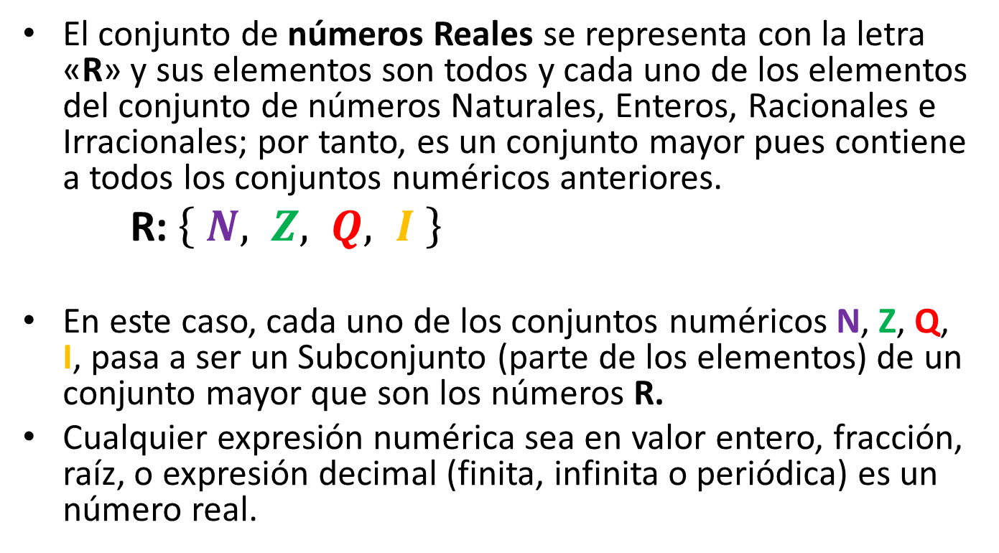 • El conjunto de números Reales se representa con la letra
«R» y sus elementos son todos y cada uno de los elementos
del conjunto de números Naturales, Enteros, Racionales e
Irracionales; por tanto, es un conjunto mayor pues contiene
a todos los conjuntos numéricos anteriores.
R: { N, Z, Q, I }
• En este caso, cada uno de los conjuntos numéricos N, Z, Q,
I, pasa a ser un Subconjunto (parte de los elementos) de un
conjunto mayor que son los números R.
• Cualquier expresión numérica sea en valor entero, fracción,
raíz, o expresión decimal (finita, infinita o periódica) es un
número real.